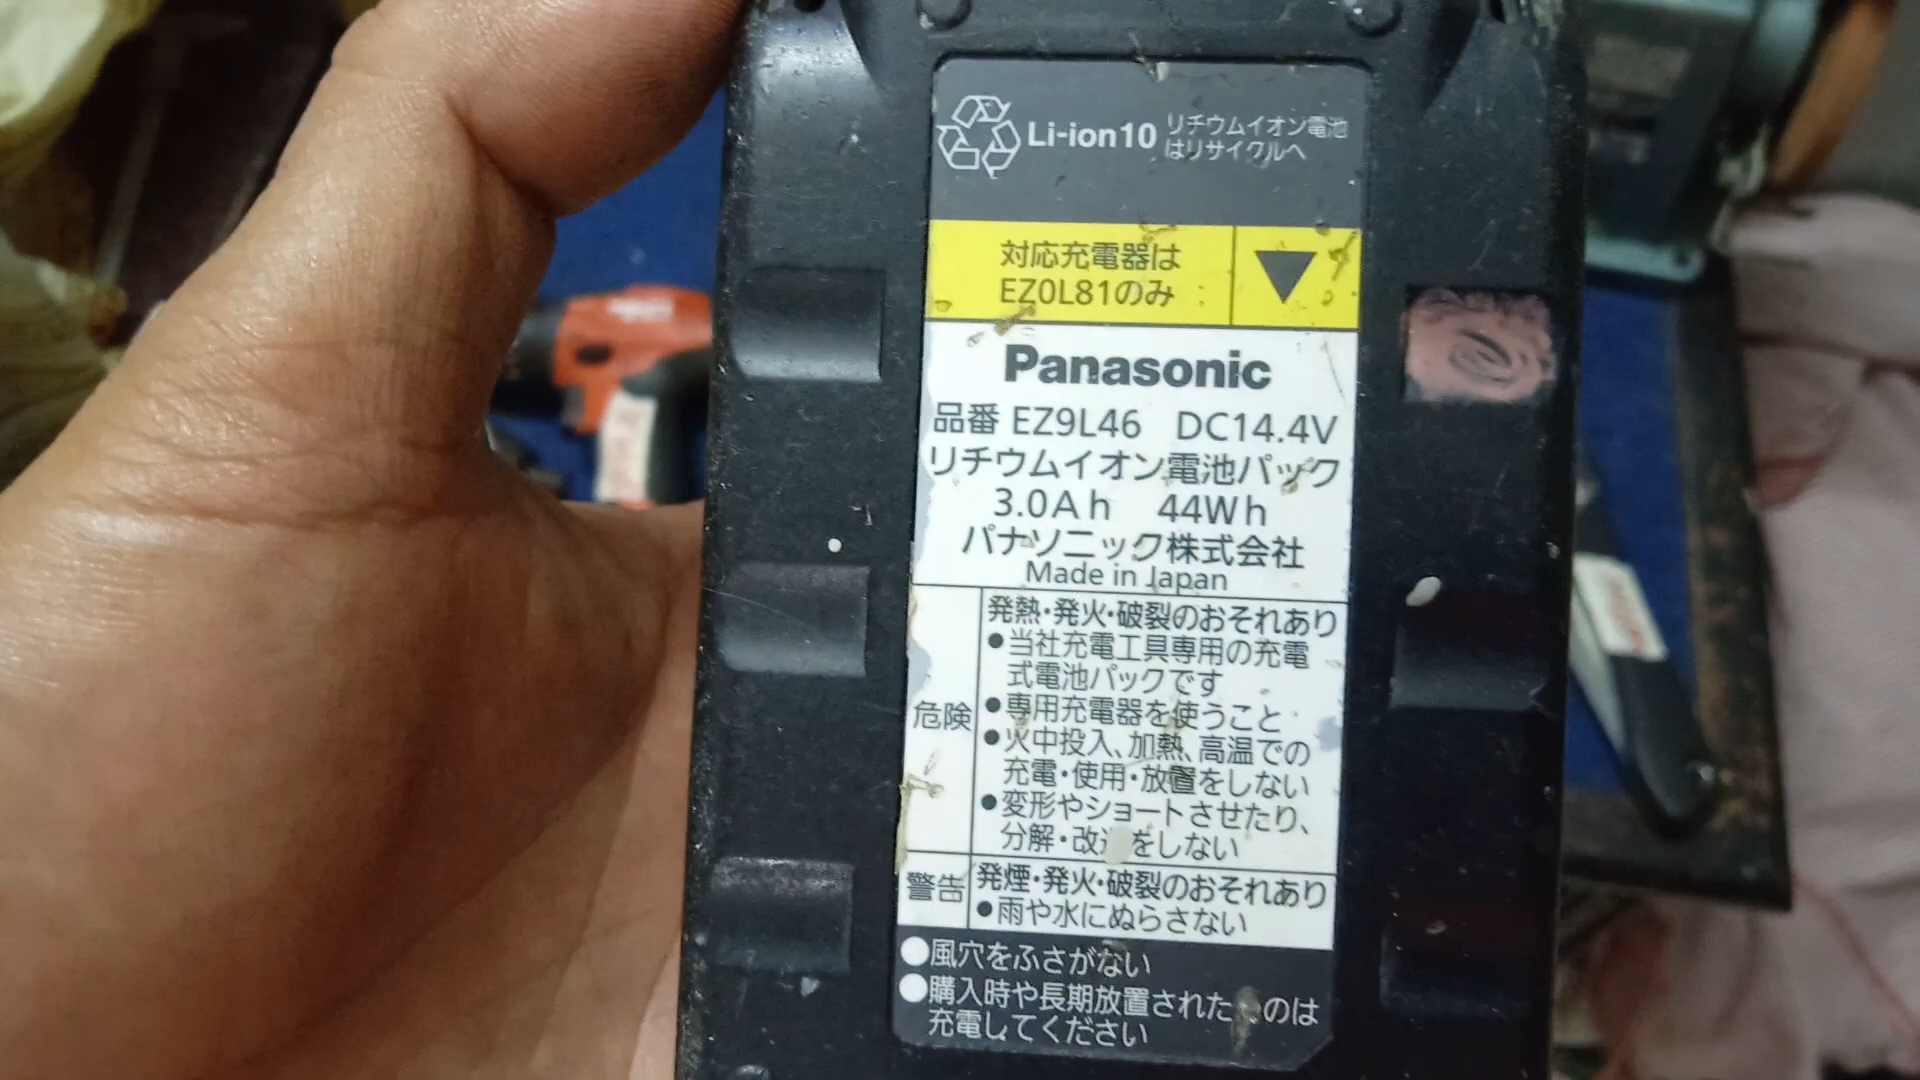 Li-ion10
リチウムイオン電池
はリサイクルへ
対応充電器は
EZ0L81のみ
Panasonic
品番 EZ9L46 DC14.4V
リチウムイオン電池パック
3.0Ah 44Wh
パナソニック株式会社
Made in Japan
危険
発熱・発火・破裂のおそれあり
●当社充電工具専用の充電
式電池パックです
●専用充電器を使うこと
●火中投入、加熱、高温での
充電・使用・放置をしない
●変形やショートさせたり、
分解・改造をしない
警告
発煙・発火・破裂のおそれあり
●雨や水にぬらさない
●風穴をふさがない
●購入時や長期放置された のは
充電してください